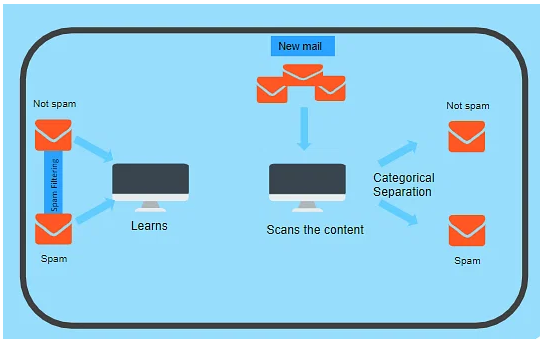 New mail
Not spam
Spam Filtering
Spam
Learns
Scans the content
Categorical
Separation
Not spam
Spam